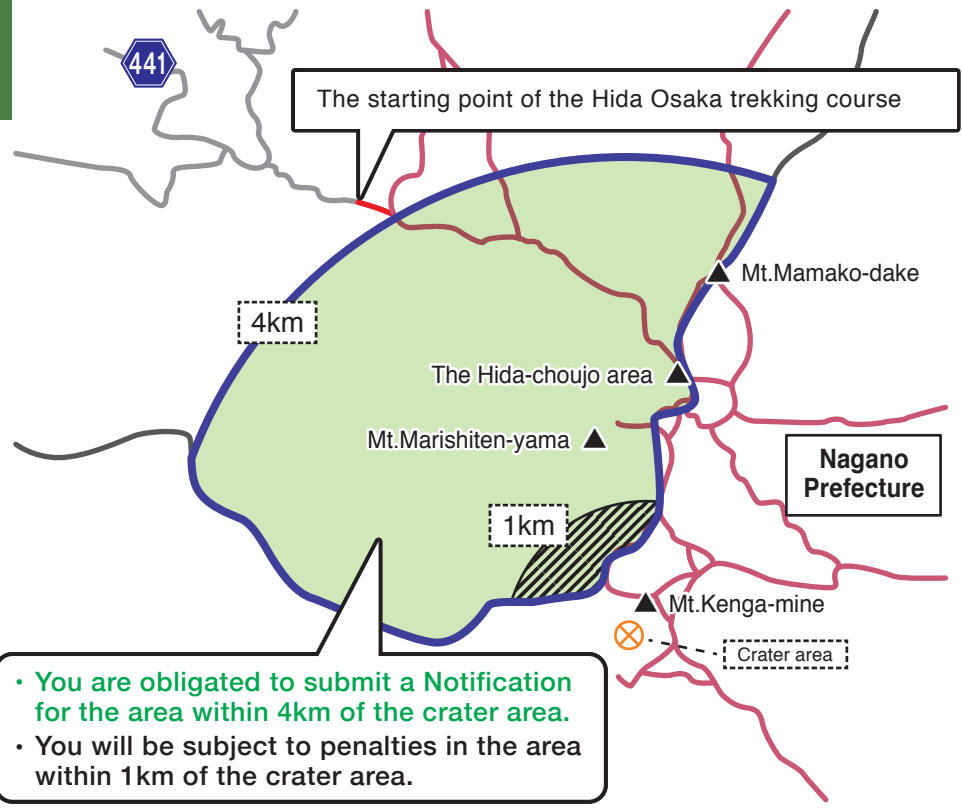 441
The starting point of the Hida Osaka trekking course
Mt.Mamako-dake
4km
The Hida-choujo area
Mt.Marishiten-yama
Nagano
Prefecture
1km
Mt.Kenga-mine
Crater area
・You are obligated to submit a Notification
for the area within 4km of the crater area.
・You will be subject to penalties in the area
within 1km of the crater area.